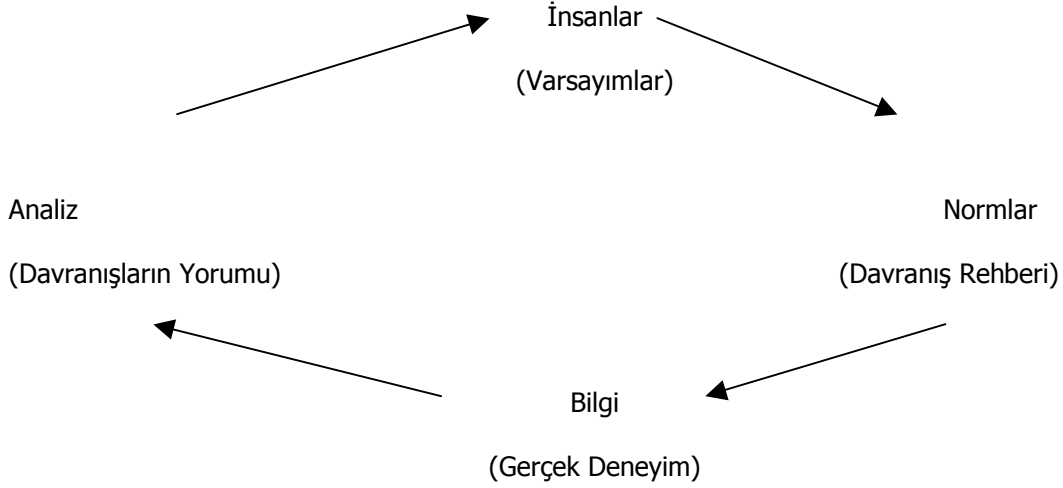 İnsanlar
(Varsayımlar)
Analiz
Normlar
(Davranışların Yorumu)
(Davranış Rehberi)
Bilgi
(Gerçek Deneyim)